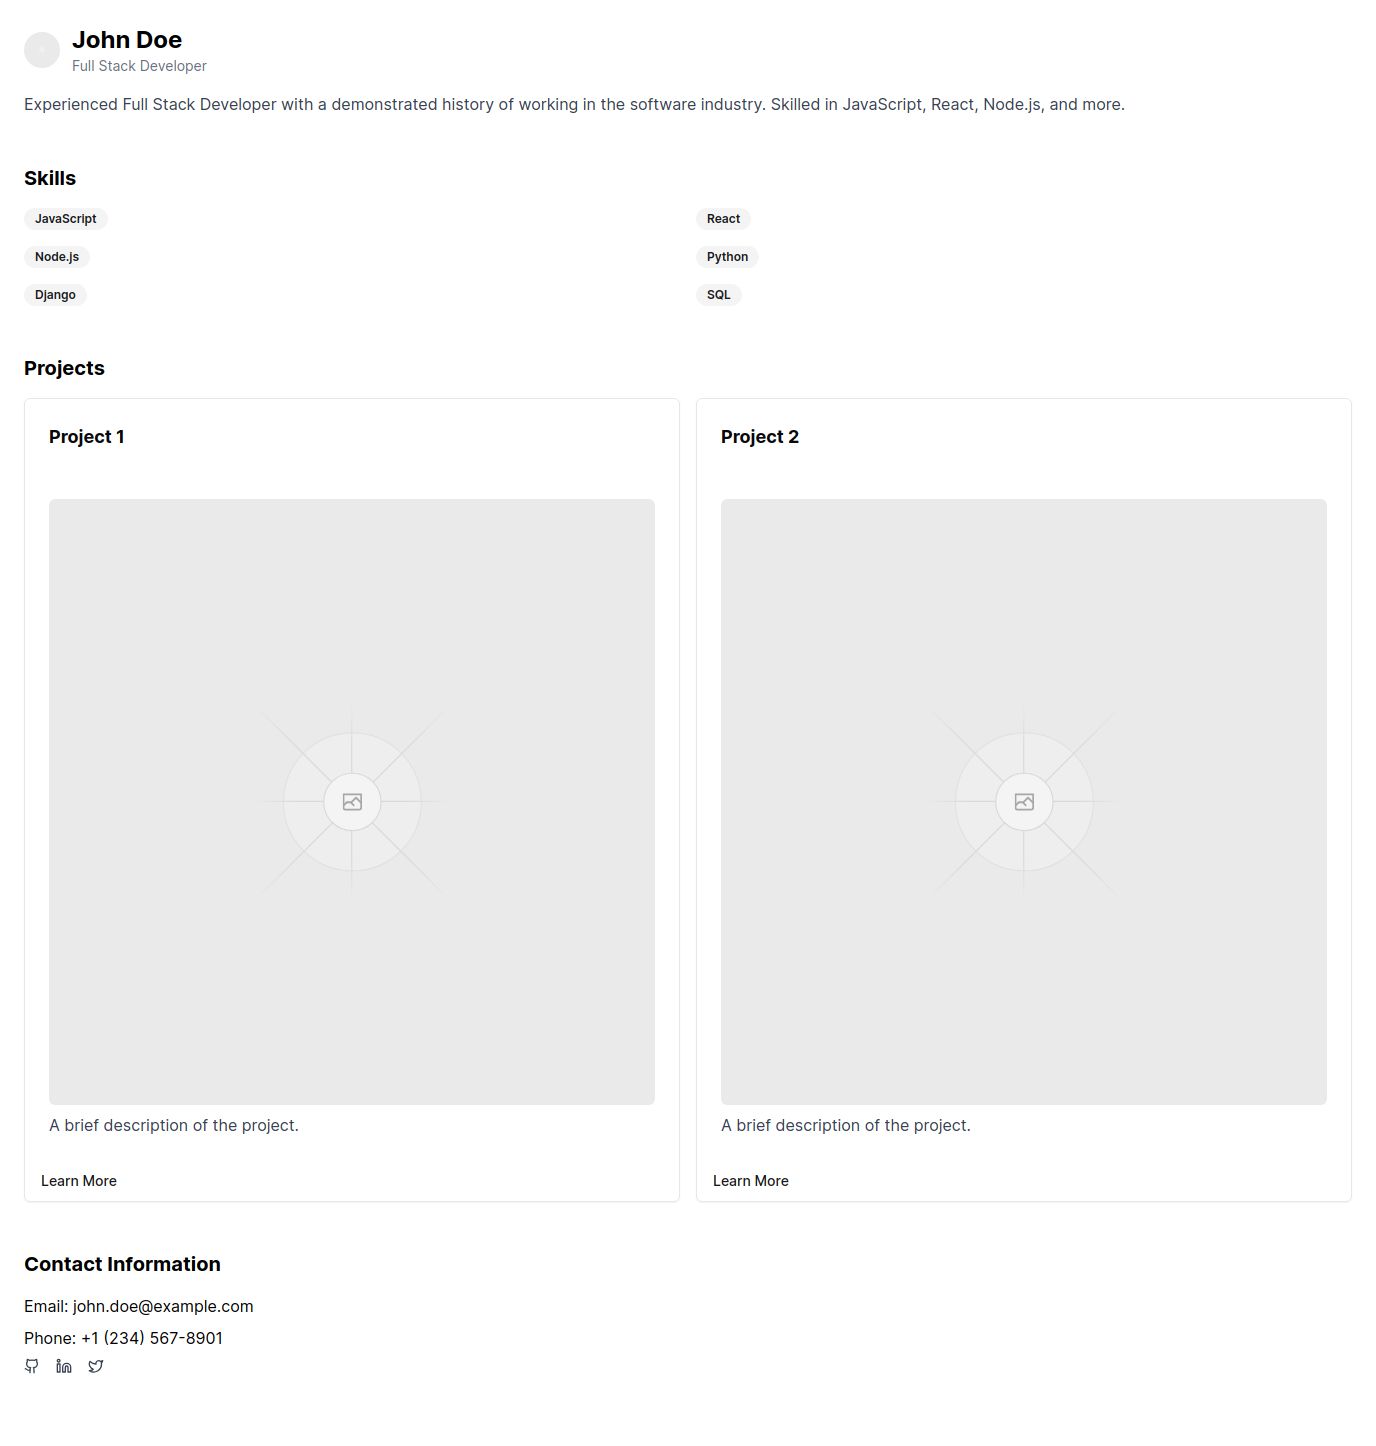 John Doe
Full Stack Developer
Experienced Full Stack Developer with a demonstrated history of working in the software industry. Skilled in JavaScript, React, Node.js, and more.
Skills
JavaScript
React
Node.js
Python
Django
SQL
Projects
Project 1
A brief description of the project.
Learn More
Project 2
A brief description of the project.
Learn More
Contact Information
Email: john.doe@example.com
Phone: +1 (234) 567-8901